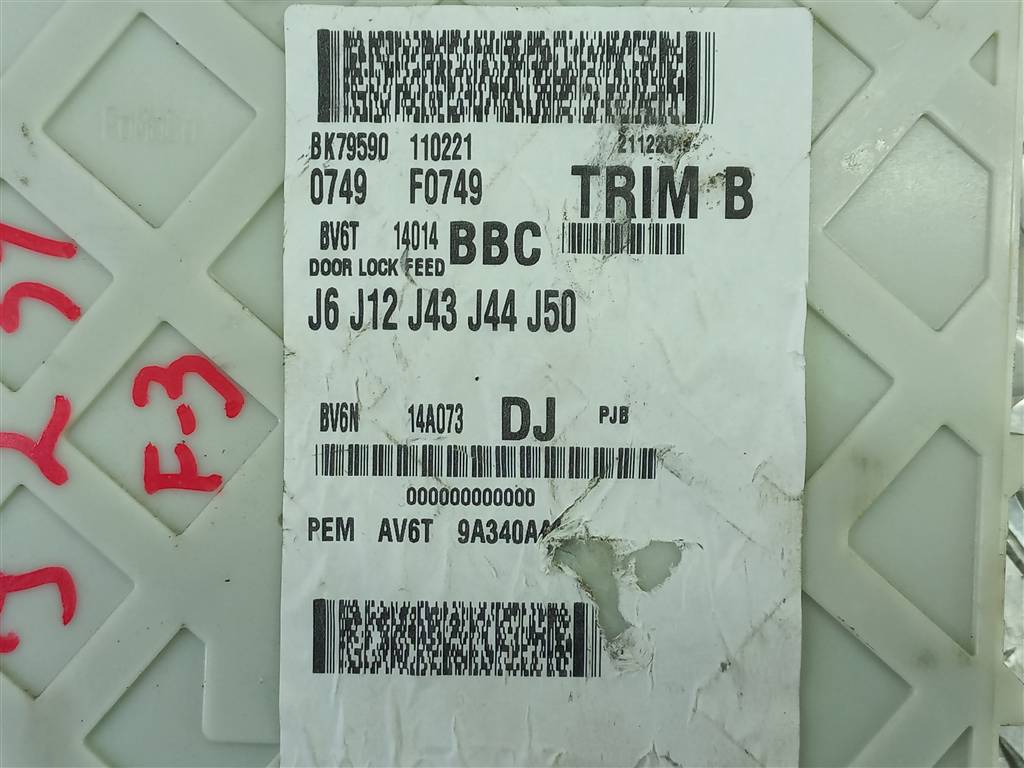 BK79590 110221
0749 F0749 TRIM B
BV6T 14014 BBC
DOOR LOCK FEED
J6 J12 J43 J44 J50
BV6N 14A073 DJ PJB
000000000000
PEM AV6T
F-3